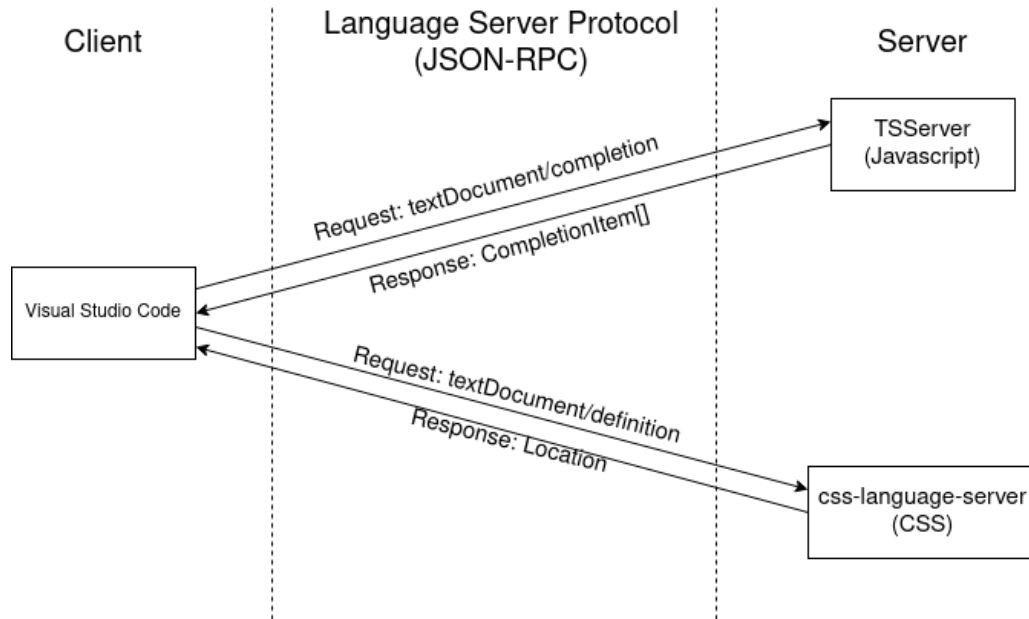 Client
Language Server Protocol
(JSON-RPC)
Server
TSServer
(Javascript)
Request: textDocument/completion
Response: CompletionItem[]
Visual Studio Code
Request: textDocument/definition
Response: Location
css-language-server
(CSS)